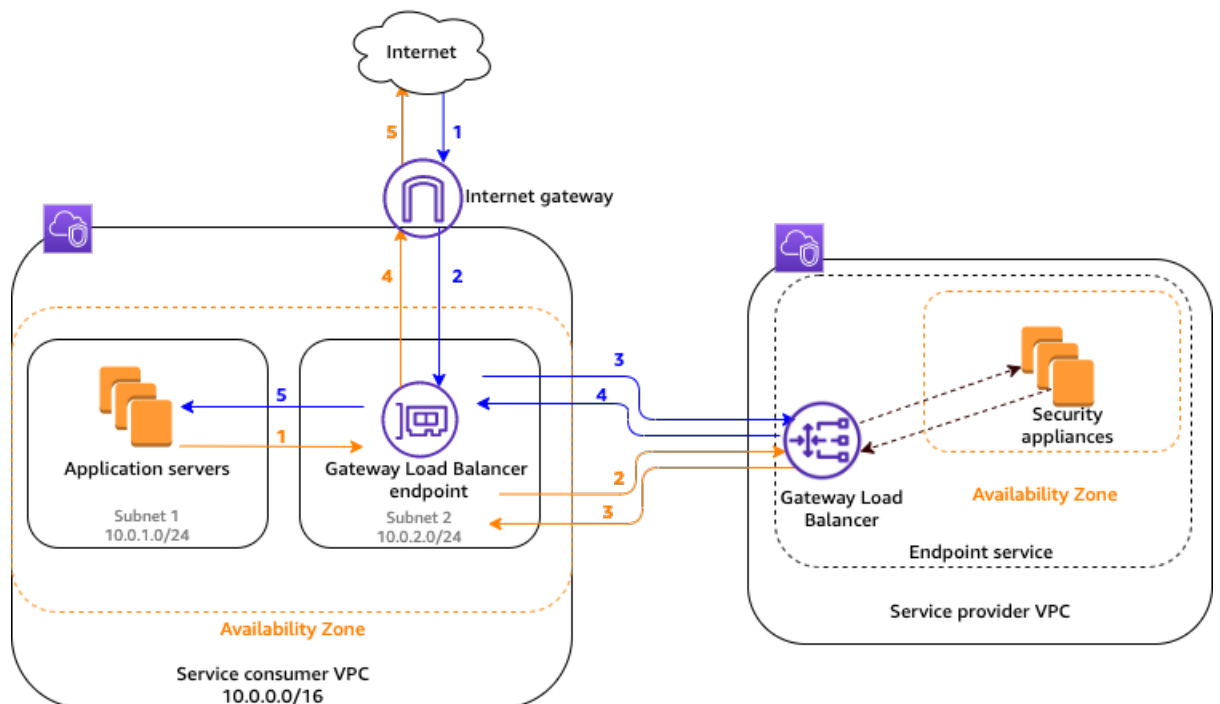 Internet
5
1
Internet gateway
4
2
3
4
5
1
2
3
Application servers
Gateway Load Balancer
endpoint
Subnet 1
10.0.1.0/24
Subnet 2
10.0.2.0/24
Availability Zone
Service consumer VPC
10.0.0.0/16
Security
appliances
Availability Zone
Gateway Load
Balancer
Endpoint service
Service provider VPC